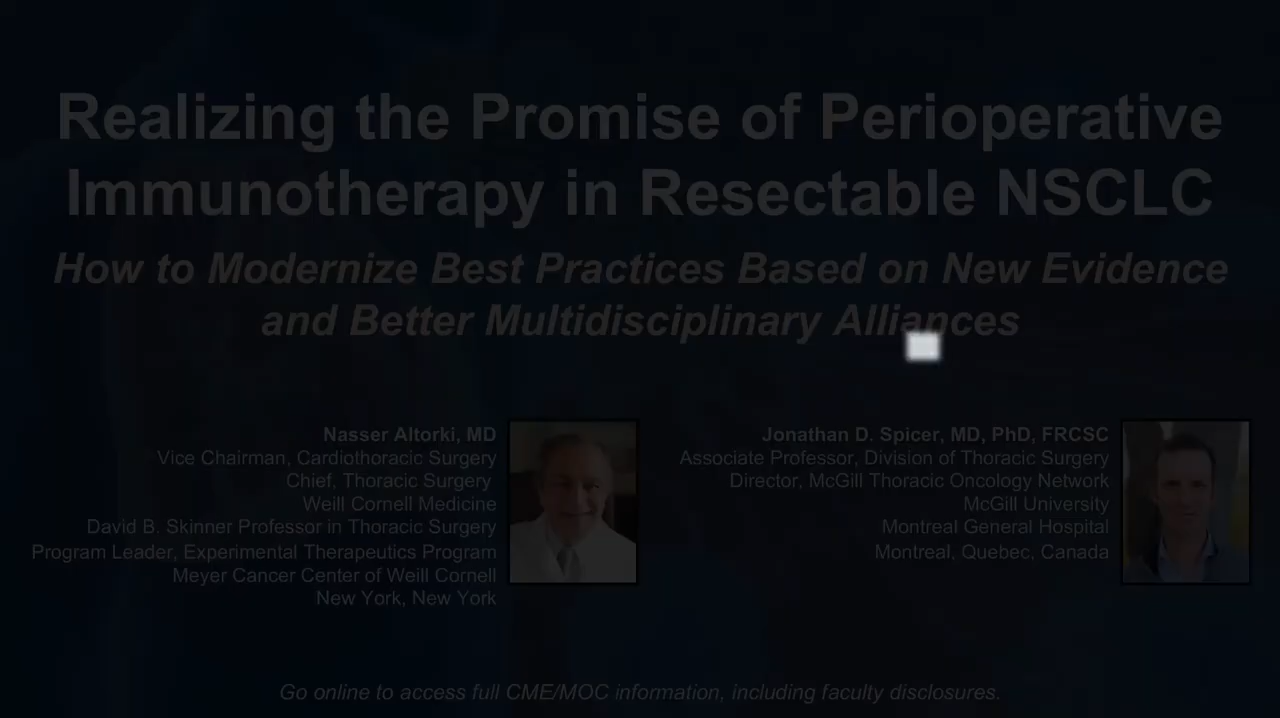 Realizing the Promise of Perioperative
Immunotherapy in Resectable NSCLC
How to Modernize Best Practices Based on New Evidence
and Better Multidisciplinary Alliances
Nasser Altorki, MD
Vice Chairman, Cardiothoracic Surgery
Chief, Thoracic Surgery
Weill Cornell Medicine
David B. Skinner Professor in Thoracic Surgery
Program Leader, Experimental Therapeutics Program
Meyer Cancer Center of Weill Cornell
New York, New York
Jonathan D. Spicer, MD, PhD, FRCSC
Associate Professor, Division of Thoracic Surgery
Director, McGill Thoracic Oncology Network
McGill University
Montreal General Hospital
Montreal, Quebec, Canada
Go online to access full CME/MOC information, including faculty disclosures.